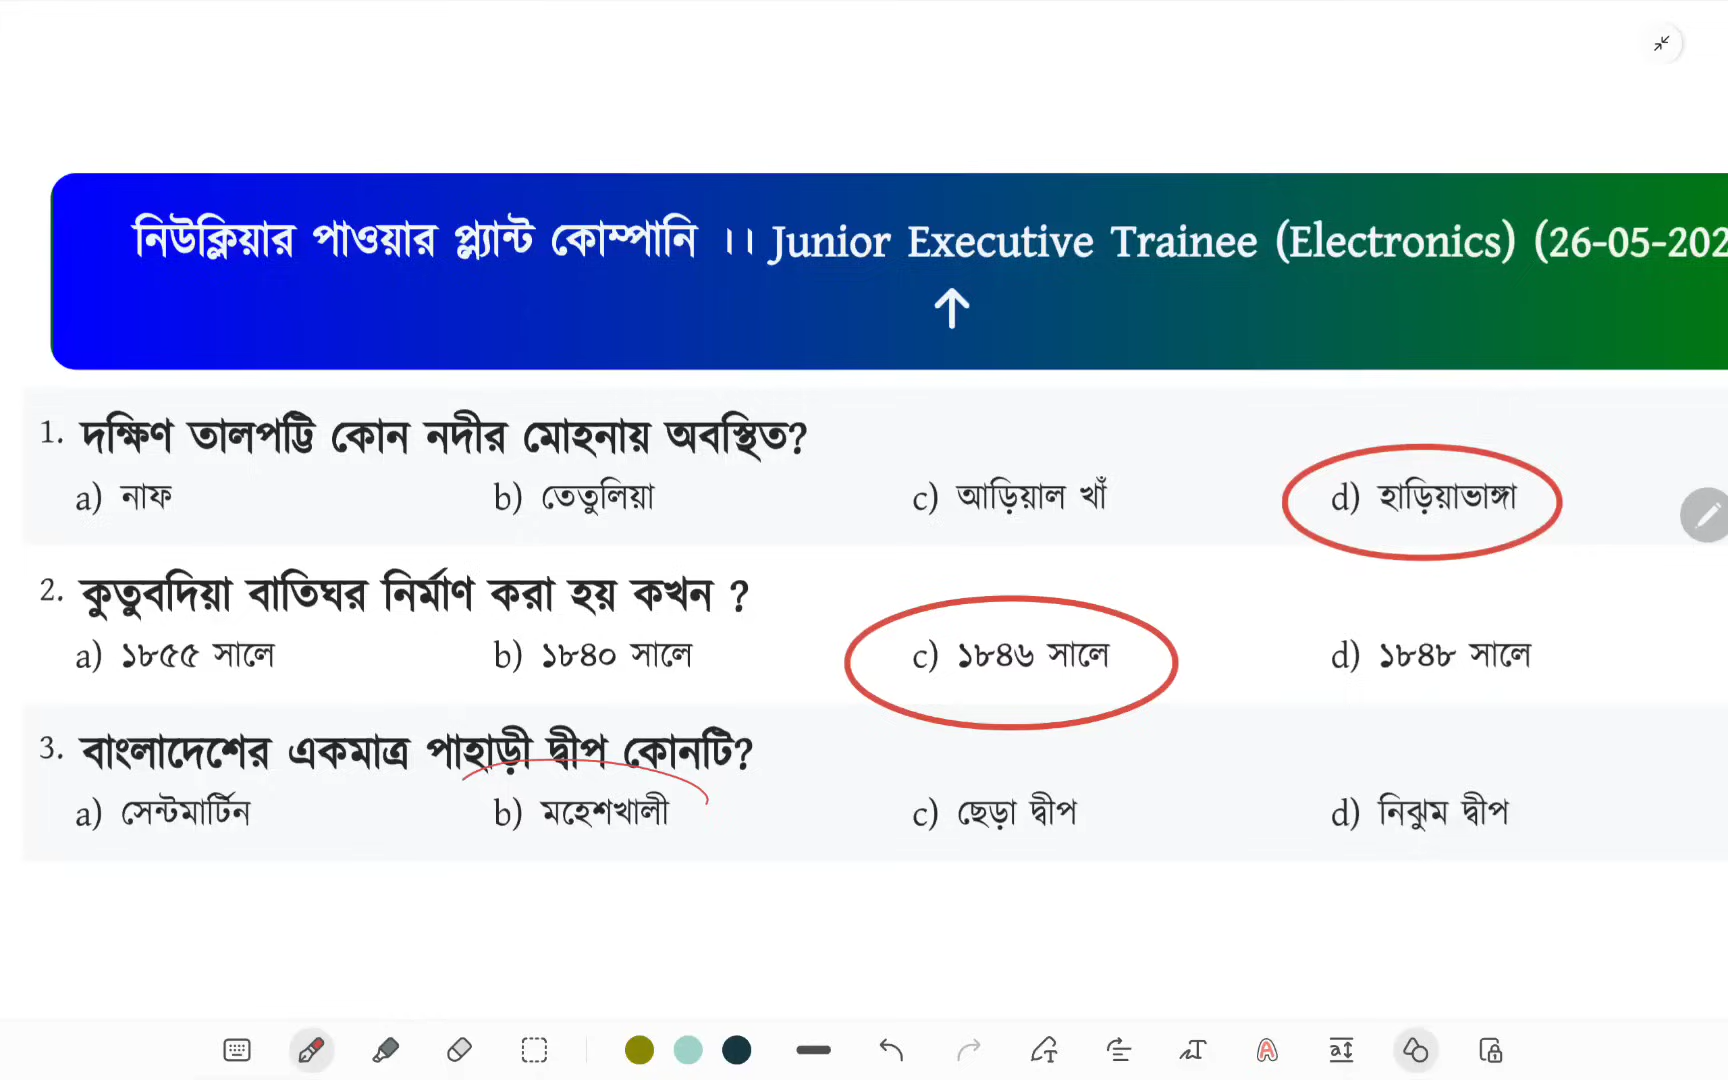 নিউক্লিয়ার পাওয়ার প্ল্যান্ট কোম্পানি ।। Junior Executive Trainee (Electronics) (26-05-202
↑
1. দক্ষিণ তালপট্টি কোন নদীর মোহনায় অবস্থিত?
a) নাফ b) তেতুলিয়া c) আড়িয়াল খাঁ d) হাড়িয়াভাঙ্গা
2. কুতুবদিয়া বাতিঘর নির্মাণ করা হয় কখন ?
a) ১৮৫৫ সালে b) ১৮৪০ সালে c) ১৮৪৬ সালে d) ১৮৪৮ সালে
3. বাংলাদেশের একমাত্র পাহাড়ী দ্বীপ কোনটি?
a) সেন্টমার্টিন b) মহেশখালী c) ছেড়া দ্বীপ d) নিঝুম দ্বীপ